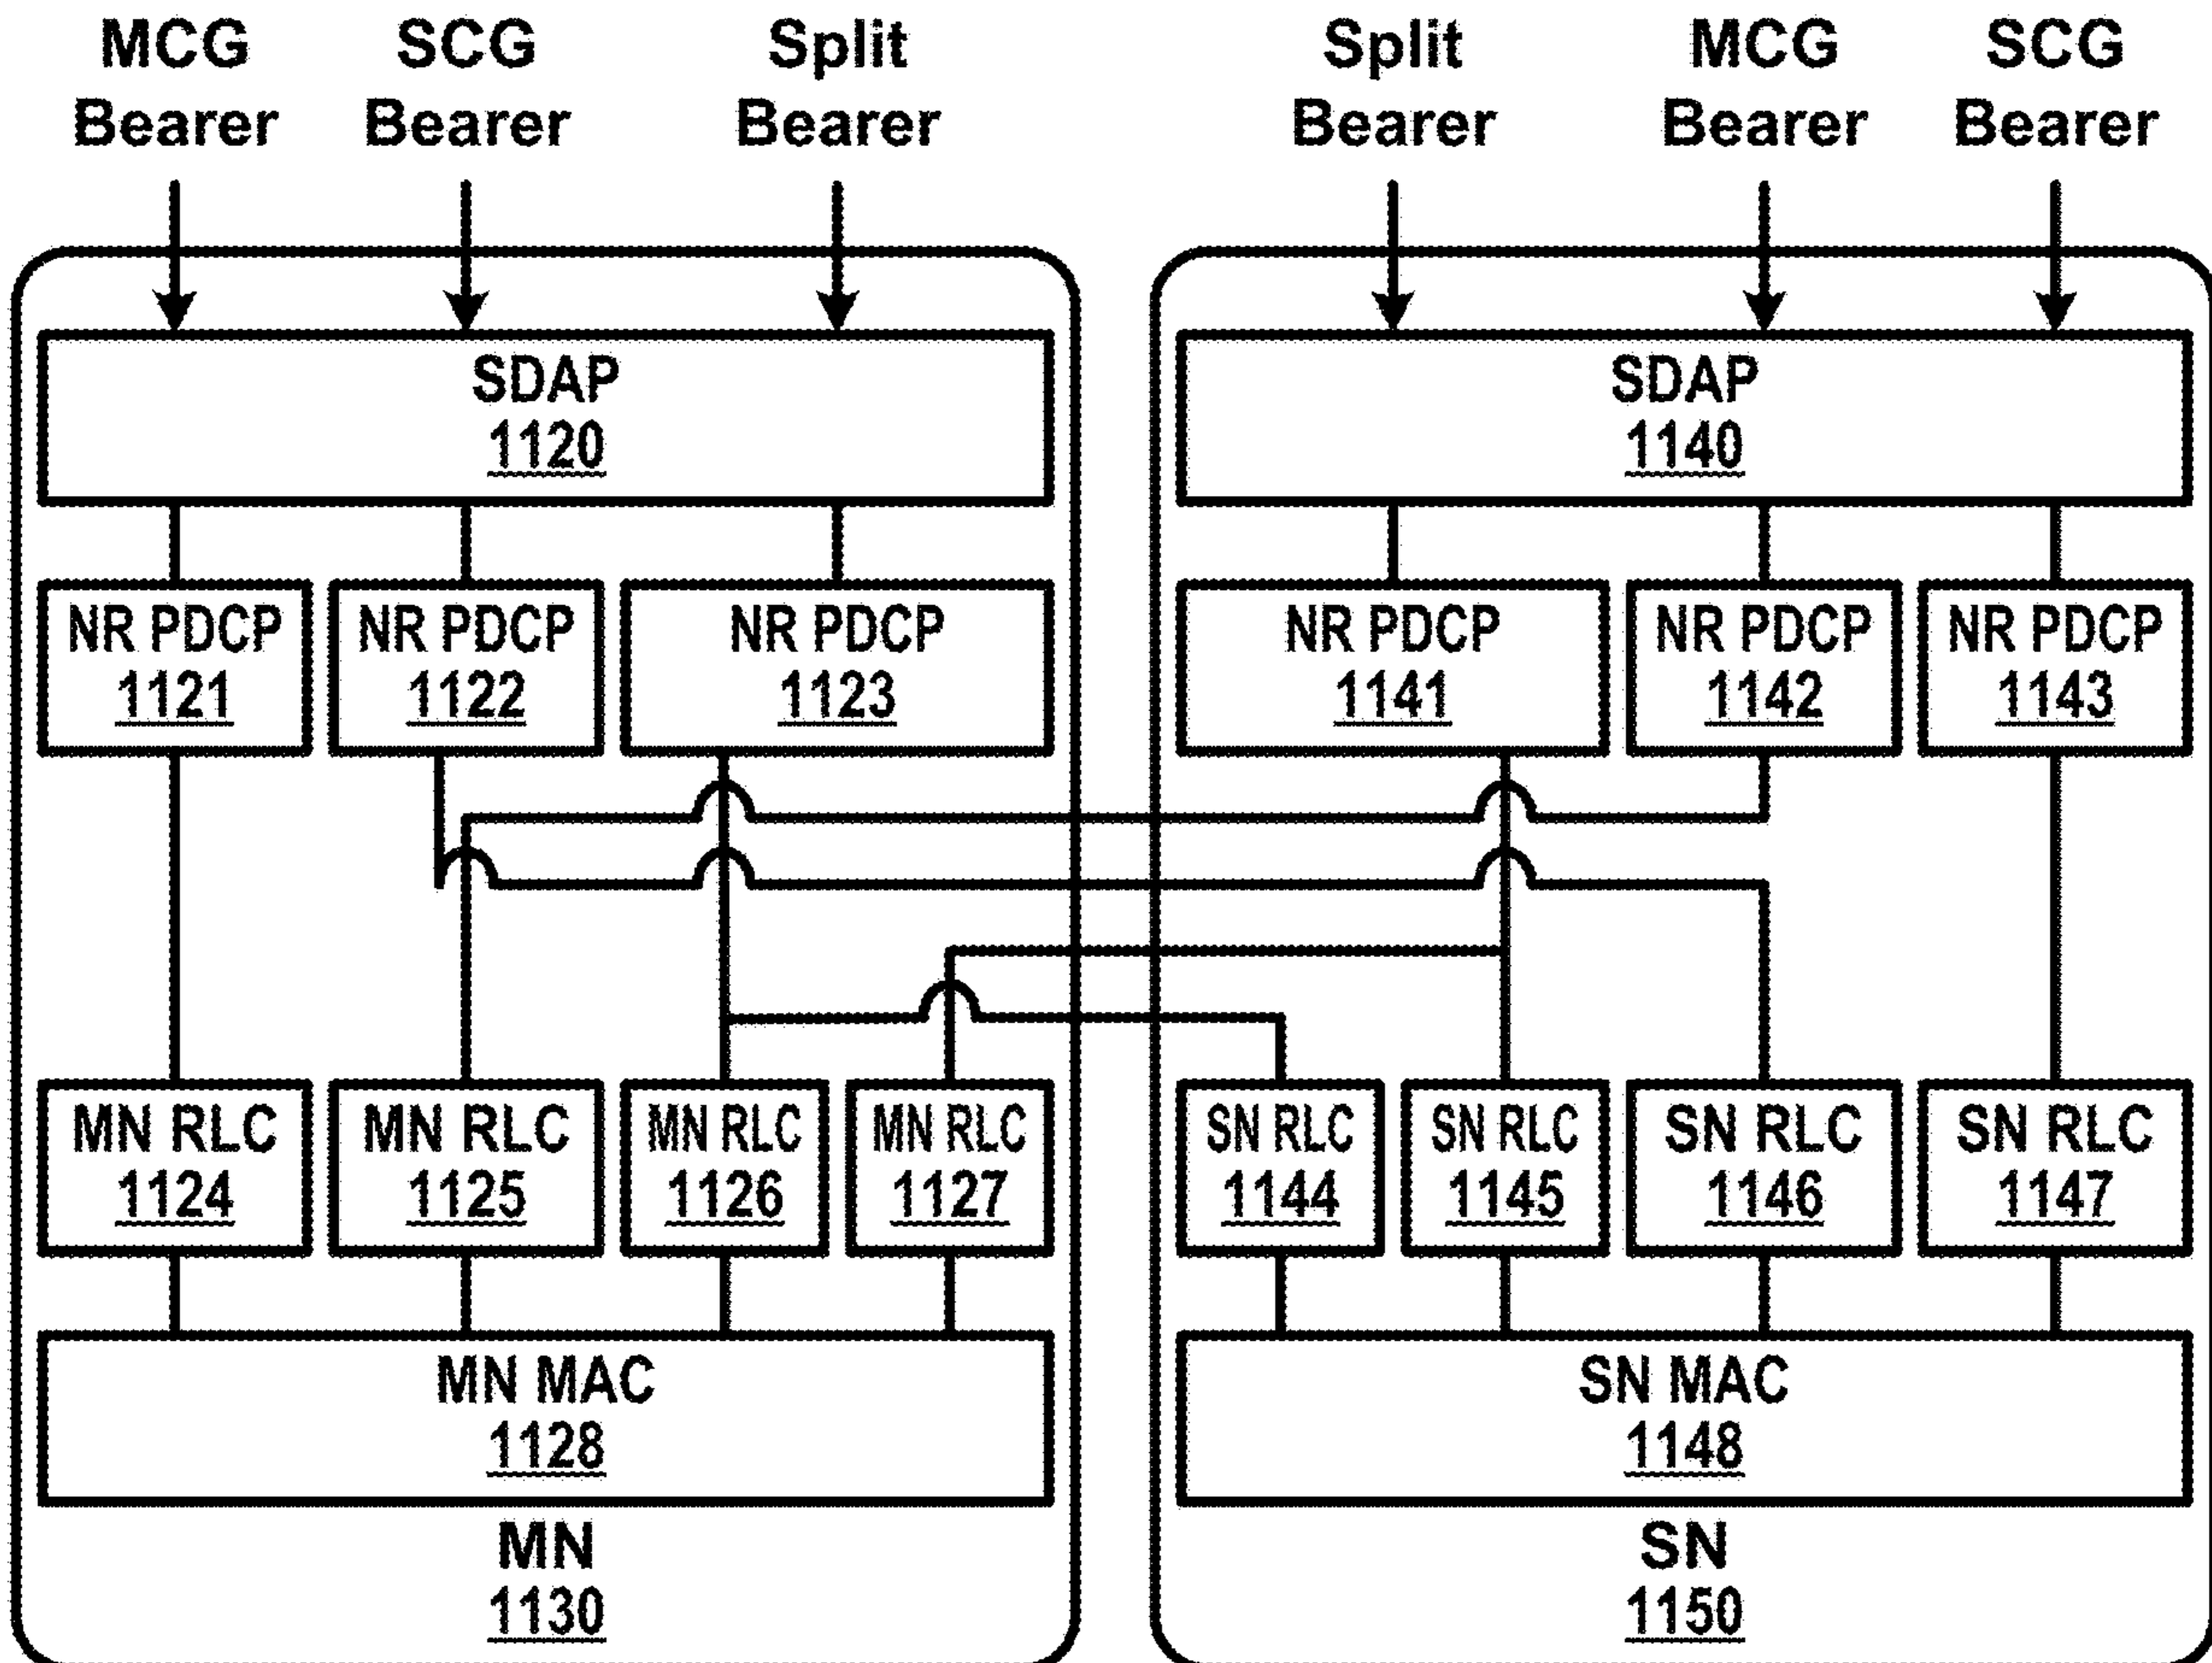 MCG
Bearer
SCG
Bearer
Split
Bearer
Split
Bearer
MCG
Bearer
SCG
Bearer
SDAP
1120
SDAP
1140
NR PDCP
1121
NR PDCP
1122
NR PDCP
1123
NR PDCP
1141
NR PDCP
1142
NR PDCP
1143
MN RLC
1124
MN RLC
1125
MN RLC
1126
MN RLC
1127
SN RLC
1144
SN RLC
1145
SN RLC
1146
SN RLC
1147
MN MAC
1128
SN MAC
1148
MN
1130
SN
1150